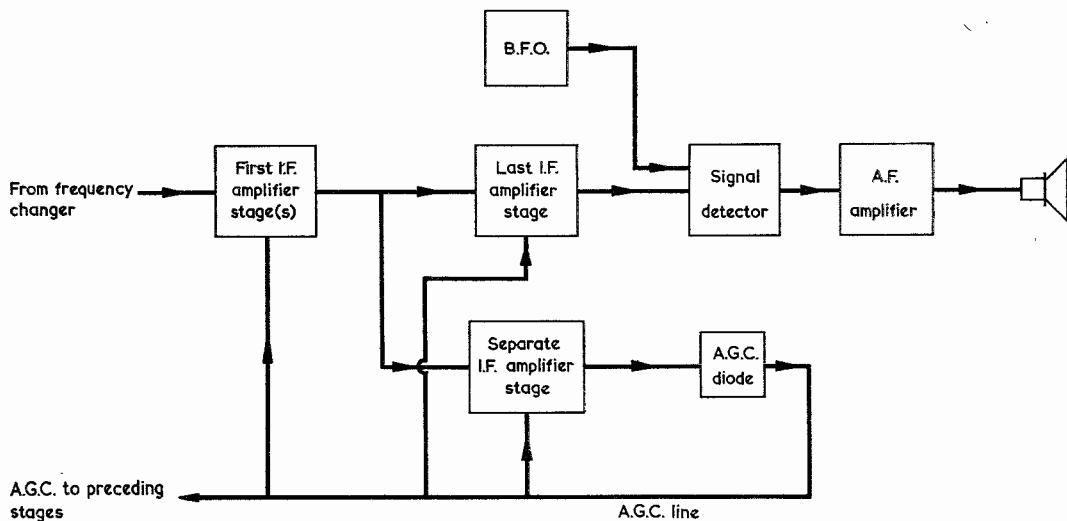 B.F.O.
From frequency
changer
First I.F.
amplifier
stage(s)
Last I.F.
amplifier
stage
Signal
detector
A.F.
amplifier
Separate
I.F. amplifier
stage
A.G.C.
diode
A.G.C. to preceding
stages
A.G.C. line